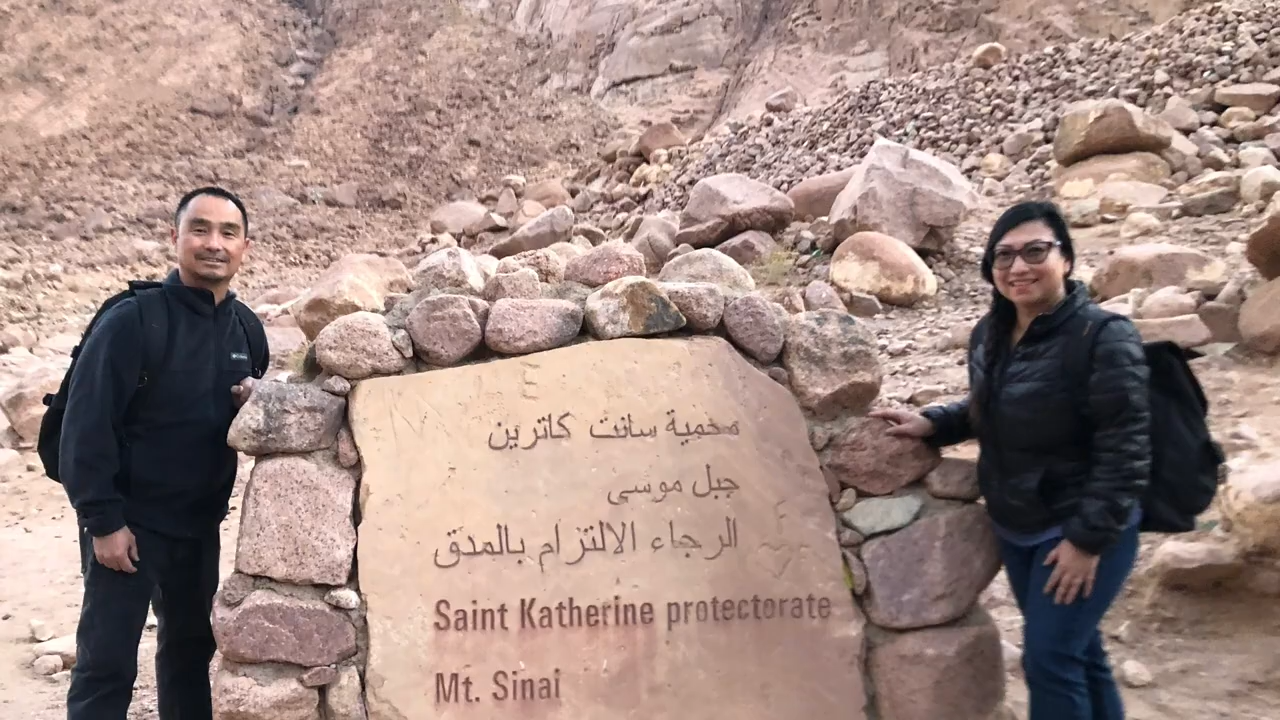 محمية سانت كاترين
جبل موسى
الرجاء الالتزام بالمدق
Saint Katherine protectorate
Mt. Sinai